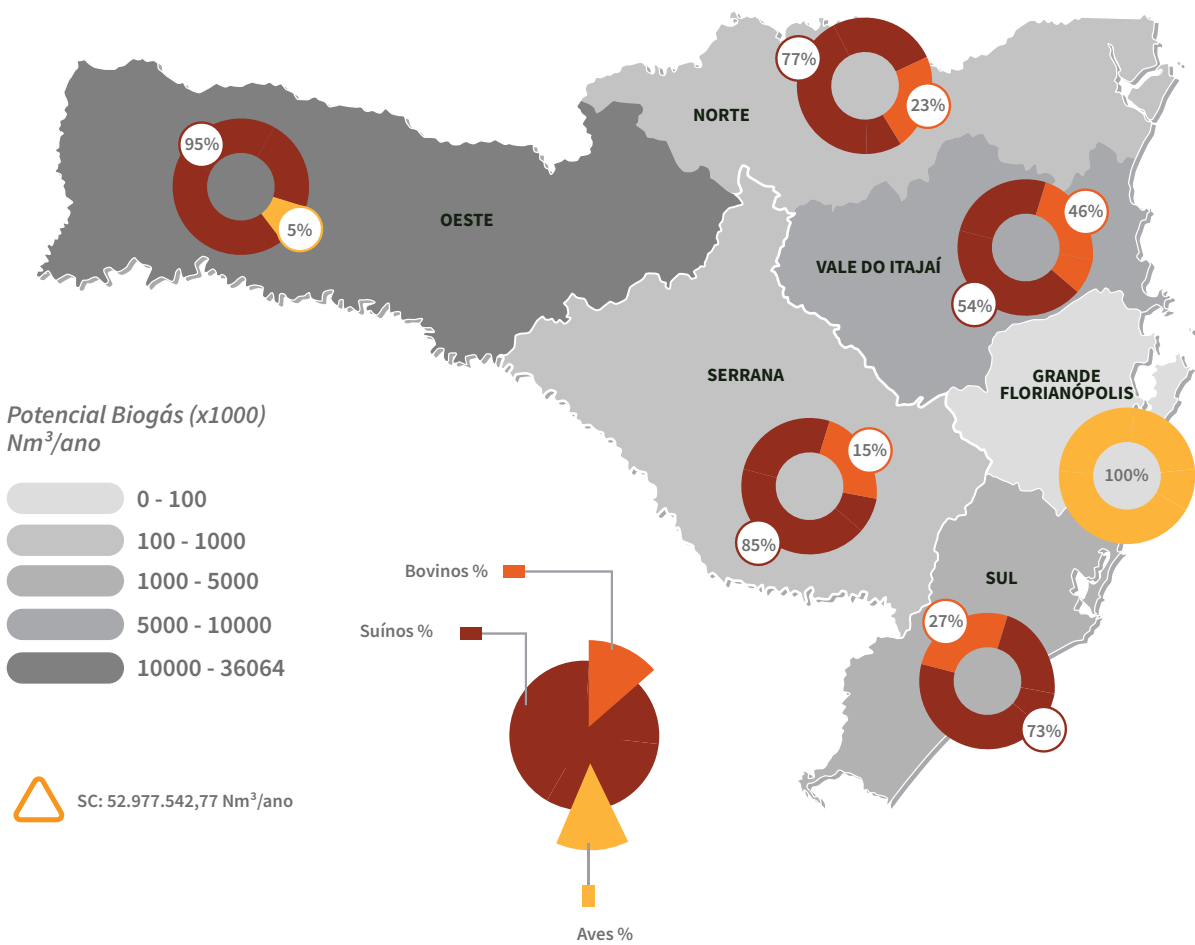 77%
NORTE
23%
95%
OESTE
5%
46%
VALE DO ITAJAÍ
54%
SERRANA
GRANDE
FLORIANÓPOLIS
15%
100%
85%
SUL
27%
73%
Potencial Biogás (x1000)
Nm³/ano
0 - 100
100 - 1000
1000 - 5000
5000 - 10000
10000 - 36064
Bovinos %
Suínos %
Aves %
SC: 52.977.542,77 Nm³/ano